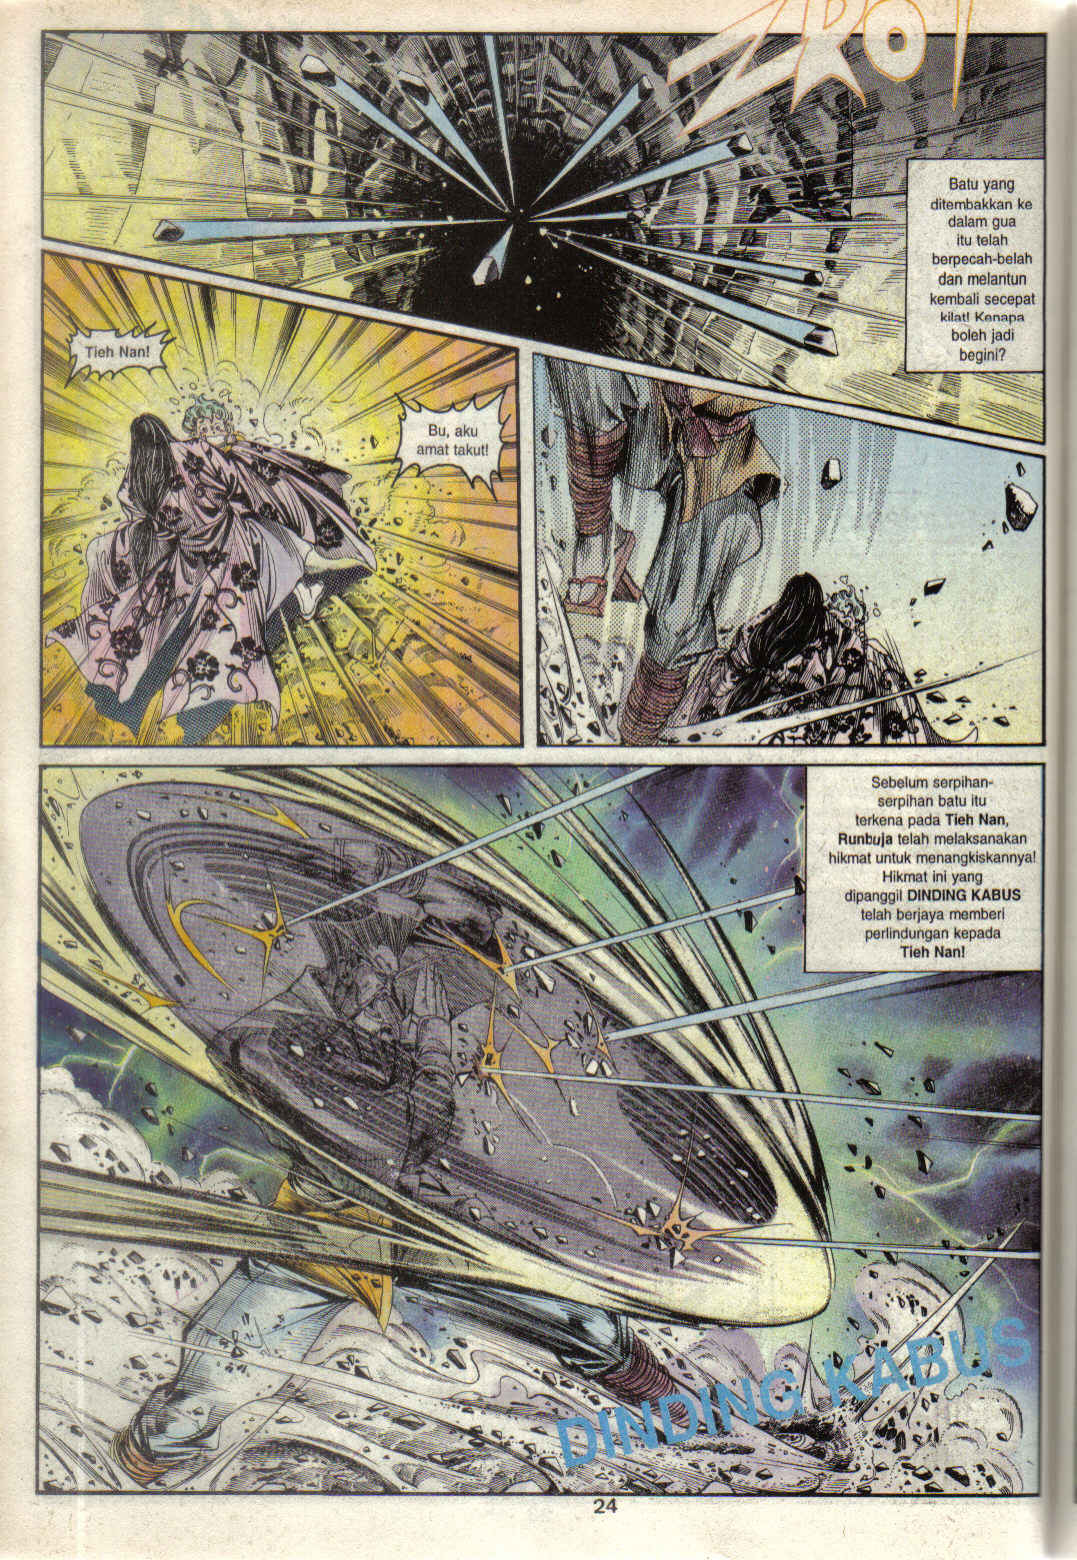 ZRO!
Batu yang
ditembakkan ke
dalam gua
itu telah
berpecah-belah
dan melantun
kembali secepat
kilat! Kenapa
boleh jadi
begini?
Tieh Nan!
Bu, aku
amat takut!
Sebelum serpihan-
serpihan batu itu
terkena pada Tieh Nan,
Runbuja telah melaksanakan
hikmat untuk menangkiskannya!
Hikmat ini yang
dipanggil DINDING KABUS
telah berjaya memberi
perlindungan kepada
Tieh Nan!
DINDING KABUS
24